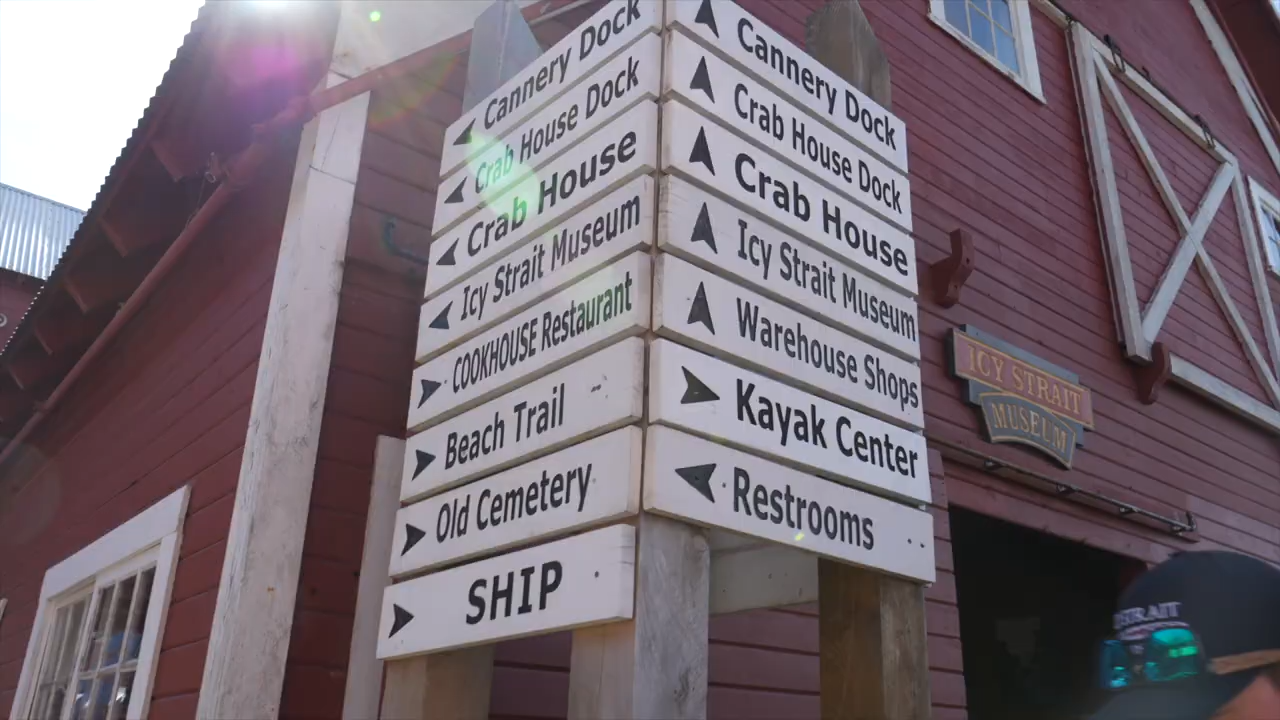 Cannery Dock
Crab House Dock
Crab House
Icy Strait Museum
COOKHOUSE Restaurant
Beach Trail
Old Cemetery
SHIP
Cannery Dock
Crab House Dock
Crab House
Icy Strait Museum
Warehouse Shops
Kayak Center
Restrooms
ICY STRAIT
MUSEUM
STRAIT